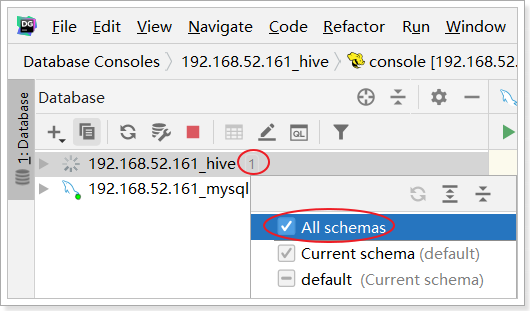 DG
File Edit View Navigate Code Refactor Run Window
Database Consoles 192.168.52.161_hive console [192.168.52.
1: Database
Database
QL
192.168.52.161_hive 1
192.168.52.161_mysql
All schemas
Current schema (default)
default (Current schema)